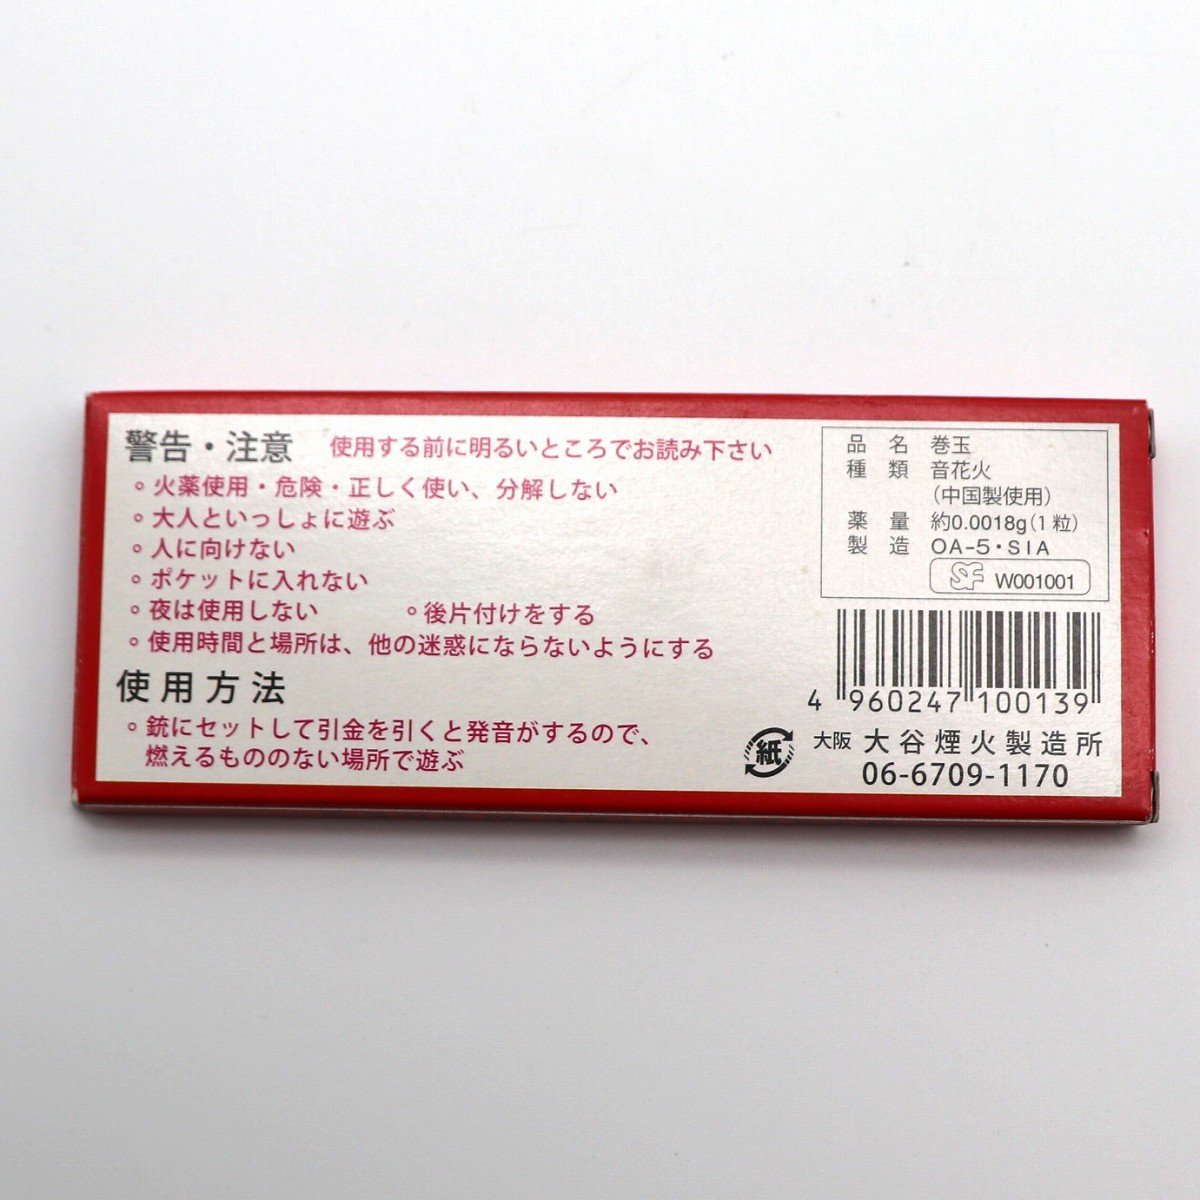 警告・注意 使用する前に明るいところでお読み下さい
。火薬使用・危険・正しく使い、分解しない
。大人といっしょに遊ぶ
。人に向けない
。ポケットに入れない
。夜は使用しない 。後片付けをする
。使用時間と場所は、他の迷惑にならないようにする
使用方法
。銃にセットして引金を引くと発音がするので、
燃えるもののない場所で遊ぶ
品名 巻玉
種類 音花火
（中国製使用）
薬量 約0.0018g（1粒）
製造 OA-5・SIA
SF W001001
4 960247 100139
紙 大阪 大谷煙火製造所
06-6709-1170